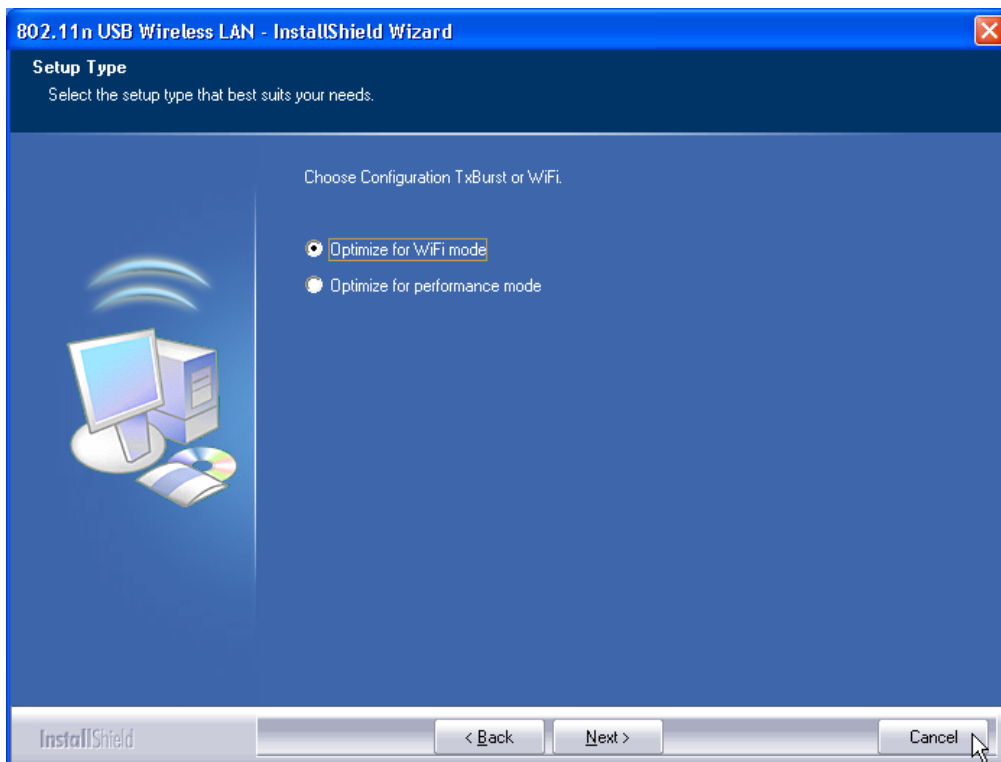 802.11n USB Wireless LAN - InstallShield Wizard
Setup Type
Select the setup type that best suits your needs.
Choose Configuration TxBurst or WiFi.
Optimize for WiFi mode
Optimize for performance mode
InstallShield
< Back
Next >
Cancel